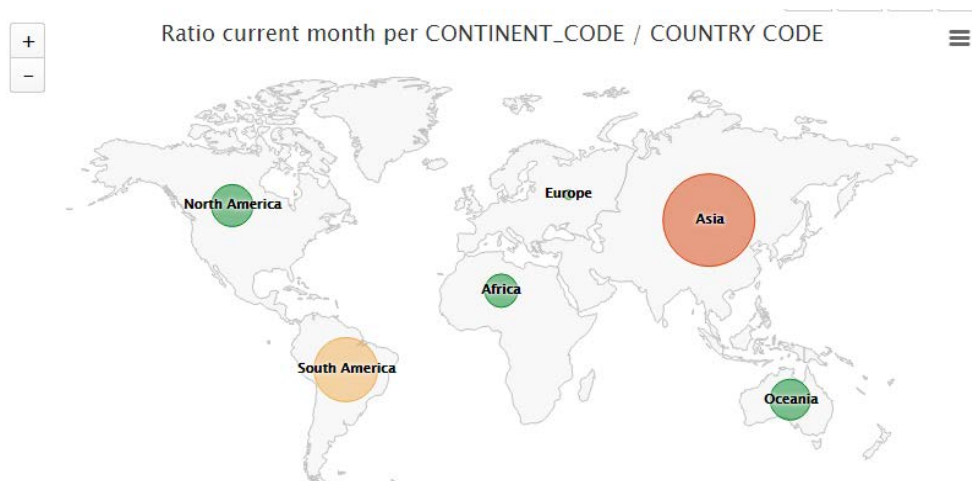 +
Ratio current month per CONTINENT_CODE / COUNTRY CODE
−
Europe
North America
Asia
Africa
South America
Oceania